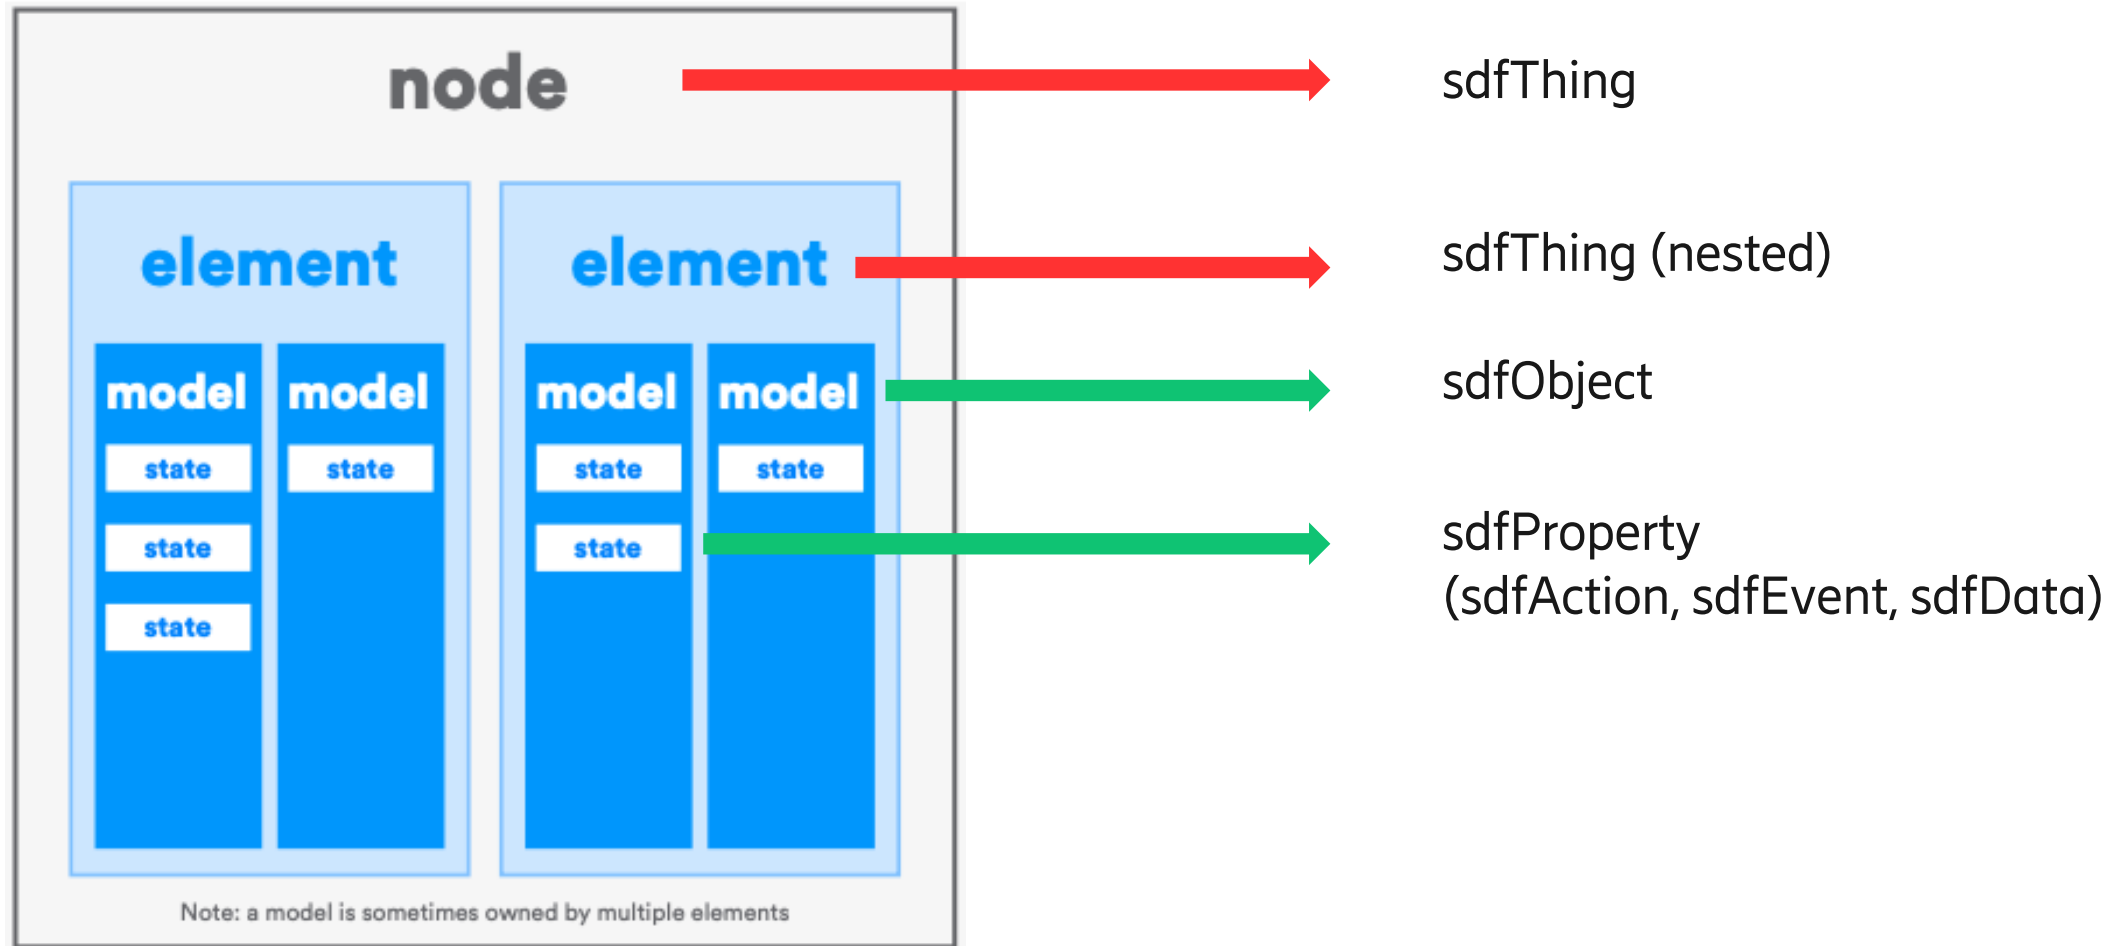 node
sdfThing
element
element
sdfThing (nested)
model
model
model
model
sdfObject
state
state
state
state
state
state
sdfProperty
(sdfAction, sdfEvent, sdfData)
state
Note: a model is sometimes owned by multiple elements